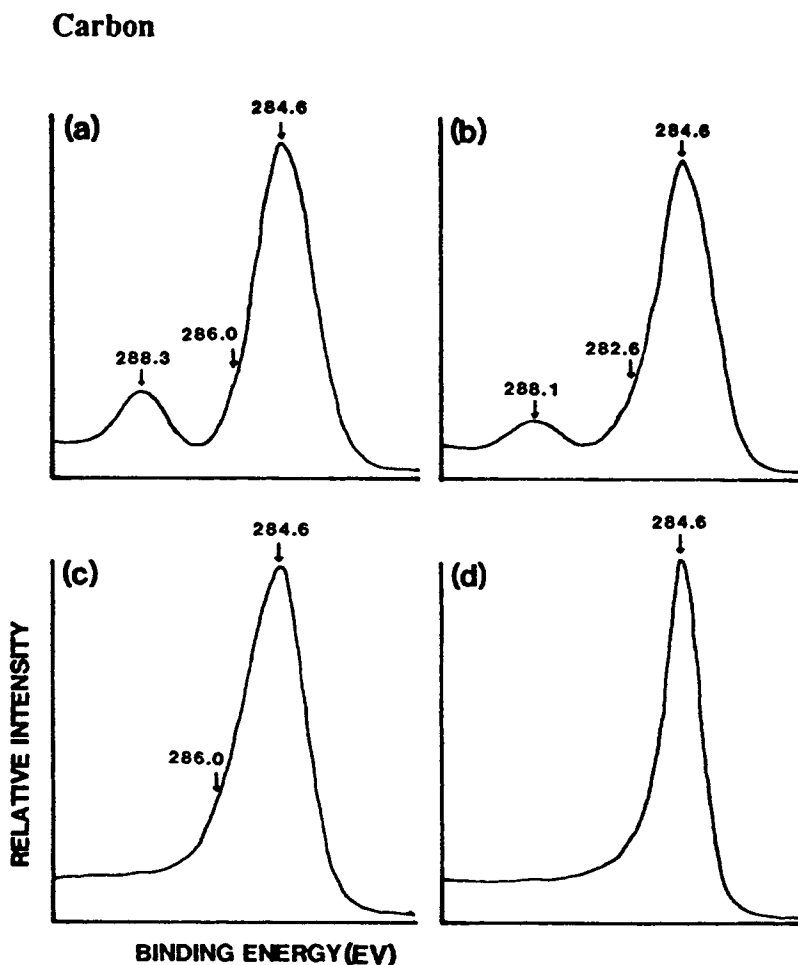 Carbon
(a)
284.6
286.0
288.3
(b)
284.6
282.6
288.1
(c)
284.6
286.0
(d)
284.6
RELATIVE INTENSITY
BINDING ENERGY (EV)